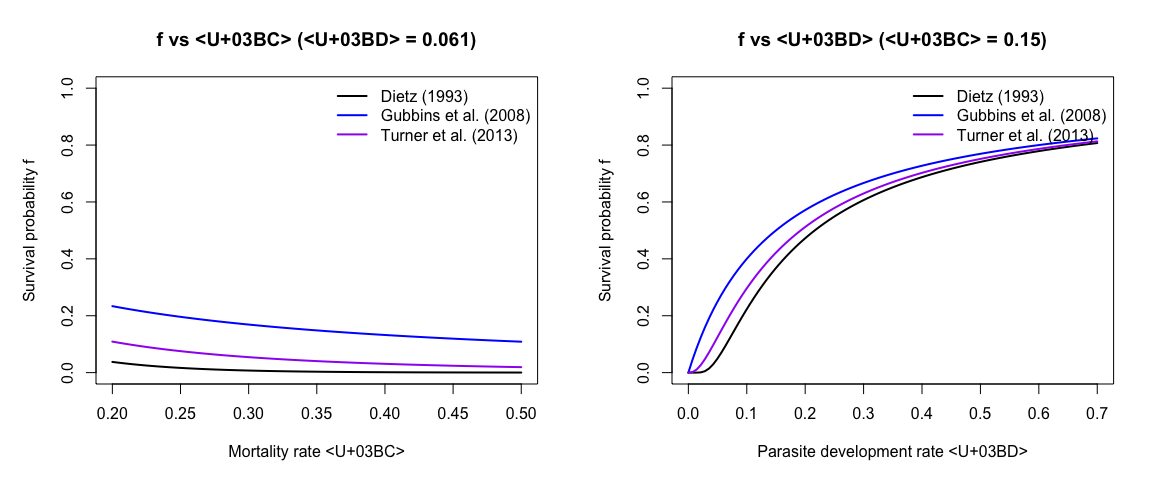 f vs <U+03BC> (<U+03BD> = 0.061)
Dietz (1993)
Gubbins et al. (2008)
Turner et al. (2013)
Survival probability f
1.0
0.8
0.6
0.4
0.2
0.0
0.20 0.25 0.30 0.35 0.40 0.45 0.50
Mortality rate <U+03BC>
f vs <U+03BD> (<U+03BC> = 0.15)
Dietz (1993)
Gubbins et al. (2008)
Turner et al. (2013)
Survival probability f
1.0
0.8
0.6
0.4
0.2
0.0
0.0 0.1 0.2 0.3 0.4 0.5 0.6 0.7
Parasite development rate <U+03BD>